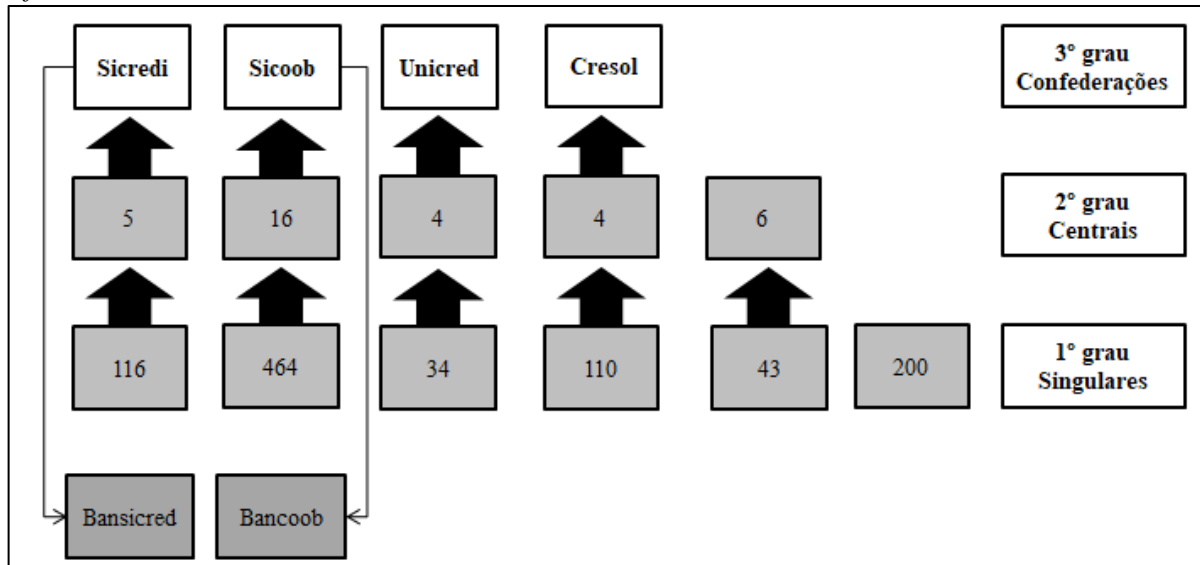 Sicredi
Sicoob
Unicred
Cresol
3° grau
Confederações
5
16
4
4
6
2° grau
Centrais
116
464
34
110
43
200
1° grau
Singulares
Bansicred
Bancoob